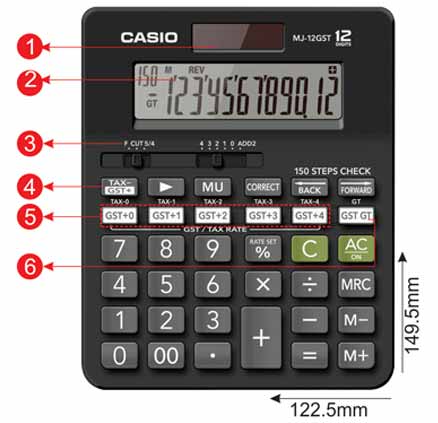 CASIO MJ-12GST 12 DIGITS
1
2
150 M REV
GT 123'456'789'0.12
3 F CUT 5/4 4 3 2 1 0 ADD2
150 STEPS CHECK
4 TAX− GST+ ▶ MU CORRECT BACK FORWARD
TAX-0 TAX-1 TAX-2 TAX-3 TAX-4 GT
5 GST+0 GST+1 GST+2 GST+3 GST+4 GST GT
GST / TAX RATE
6
7 8 9 RATE SET % C AC ON
4 5 6 × ÷ MRC
1 2 3 + − M−
0 00 · = M+
149.5mm
122.5mm